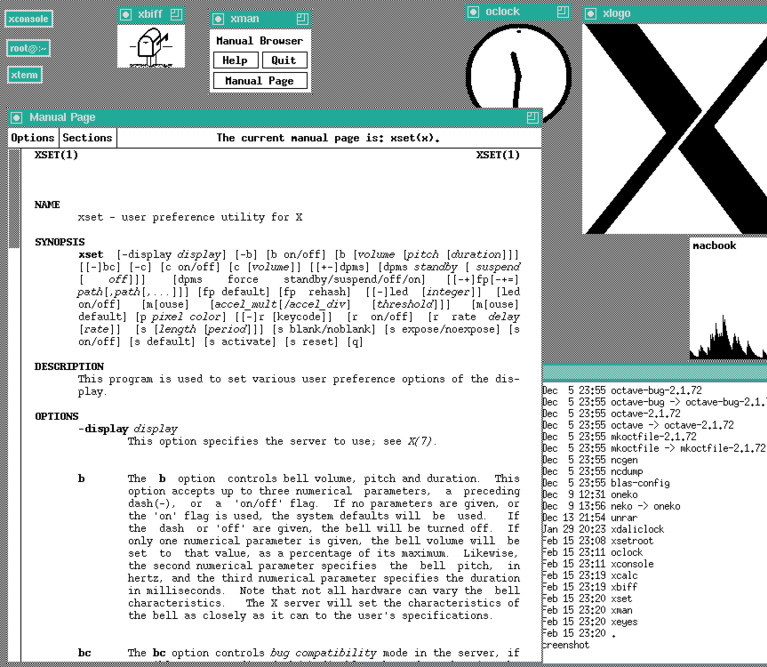 xconsole
xbiff
oclock
xlogo
xman
Manual Browser
root@:~
Help Quit
xterm
Manual Page
Manual Page
Options Sections The current manual page is: xset(x).
XSET(1) XSET(1)
NAME
xset - user preference utility for X
SYNOPSIS
xset [-display display] [-b] [b on/off] [b [volume [pitch [duration]]]
[[-]bc] [-c] [c on/off] [c [volume]] [[+-]dpms] [dpms standby [ suspend
[ off]]] [dpms force standby/suspend/off/on] [[-+]fp[-+=]
path[,path[,...]]] [fp default] [fp rehash] [[-]led [integer]] [led
on/off] [m[ouse] [accel_mult[/accel_div] [threshold]]] [m[ouse]
default] [p pixel color] [[-]r [keycode]] [r on/off] [r rate delay
[rate]] [s [length [period]]] [s blank/noblank] [s expose/noexpose] [s
on/off] [s default] [s activate] [s reset] [q]
DESCRIPTION
This program is used to set various user preference options of the dis-
play.
OPTIONS
-display display
This option specifies the server to use; see X(7).
b The b option controls bell volume, pitch and duration. This
option accepts up to three numerical parameters, a preceding
dash(-), or a 'on/off' flag. If no parameters are given, or
the 'on' flag is used, the system defaults will be used. If
the dash or 'off' are given, the bell will be turned off. If
only one numerical parameter is given, the bell volume will be
set to that value, as a percentage of its maximum. Likewise,
the second numerical parameter specifies the bell pitch, in
hertz, and the third numerical parameter specifies the duration
in milliseconds. Note that not all hardware can vary the bell
characteristics. The X server will set the characteristics of
the bell as closely as it can to the user's specifications.
bc The bc option controls bug compatibility mode in the server, if
macbook
Dec 5 23:55 octave-bug-2.1.72
Dec 5 23:55 octave-bug -> octave-bug-2.1.7
Dec 5 23:55 octave-2.1.72
Dec 5 23:55 octave -> octave-2.1.72
Dec 5 23:55 mkoctfile-2.1.72
Dec 5 23:55 mkoctfile -> mkoctfile-2.1.72
Dec 5 23:55 ncgen
Dec 5 23:55 ncdump
Dec 5 23:55 blas-config
Dec 9 12:31 oneko
Dec 9 13:56 neko -> oneko
Dec 13 21:54 unrar
Jan 29 20:23 xdaliclock
Feb 15 23:08 xsetroot
Feb 15 23:11 oclock
Feb 15 23:11 xconsole
Feb 15 23:19 xcalc
Feb 15 23:19 xbiff
Feb 15 23:20 xset
Feb 15 23:20 xman
Feb 15 23:20 xeyes
Feb 15 23:20 .
creenshot